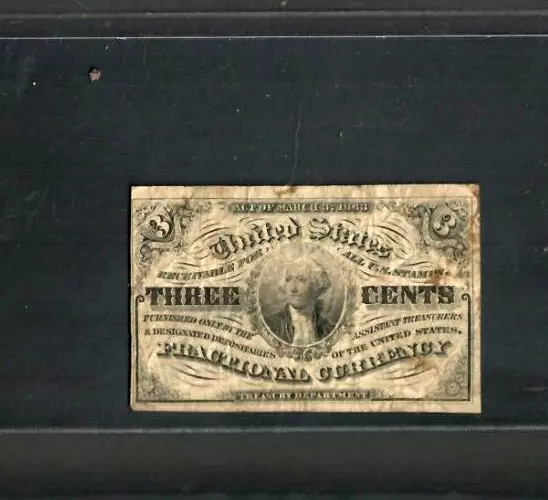 ACT OF MARCH 3, 1863
3 3
United States
RECEIVABLE FOR ALL U.S. STAMPS.
THREE CENTS
FURNISHED ONLY BY THE ASSISTANT TREASURERS
& DESIGNATED DEPOSITARIES OF THE UNITED STATES.
FRACTIONAL CURRENCY
TREASURY DEPARTMENT